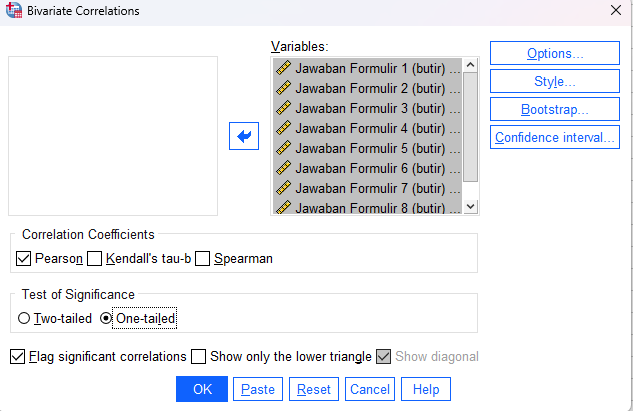 Bivariate Correlations
Variables:
Jawaban Formulir 1 (butir) ...
Jawaban Formulir 2 (butir) ...
Jawaban Formulir 3 (butir) ...
Jawaban Formulir 4 (butir) ...
Jawaban Formulir 5 (butir) ...
Jawaban Formulir 6 (butir) ...
Jawaban Formulir 7 (butir) ...
Jawaban Formulir 8 (butir) ...
Options...
Style...
Bootstrap...
Confidence interval...
Correlation Coefficients
Pearson Kendall's tau-b Spearman
Test of Significance
Two-tailed One-tailed
Flag significant correlations Show only the lower triangle Show diagonal
OK Paste Reset Cancel Help